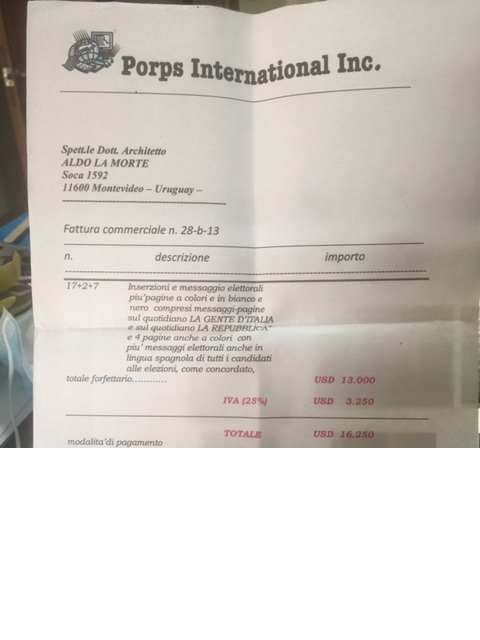 Porps International Inc.
Spett.le Dott. Architetto
ALDO LA MORTE
Soca 1592
11600 Montevideo – Uruguay –
Fattura commerciale n. 28-b-13
n. descrizione importo
17+2+7 Inserzioni e messaggio elettorali
piu'pagine a colori e in bianco e
nero compresi messaggi-pagine
sul quotidiano LA GENTE D'ITALIA
e sul quotidiano LA REPUBBLICA"
e 4 pagine anche a colori con
piu' messaggi elettorali anche in
lingua spagnola di tutti i candidati
alle elezioni, come concordato,
totale forfettario............ USD 13.000
IVA (25%) USD 3.250
TOTALE USD 16.250
modalita'di pagamento